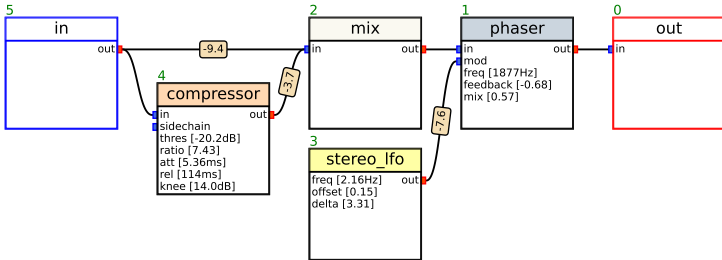 5
in
out
-9.4
4
compressor
in
out
sidechain
thres [-20.2dB]
ratio [7.43]
att [5.36ms]
rel [114ms]
knee [14.0dB]
-3.7
2
mix
in
out
3
stereo_lfo
freq [2.16Hz]
out
offset [0.15]
delta [3.31]
-7.6
1
phaser
in
out
mod
freq [1877Hz]
feedback [-0.68]
mix [0.57]
0
out
in